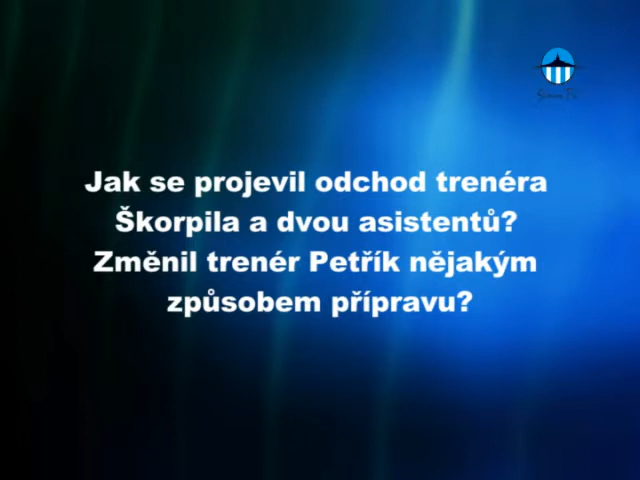 Jak se projevil odchod trenéra
Škorpila a dvou asistentů?
Změnil trenér Petřík nějakým
způsobem přípravu?